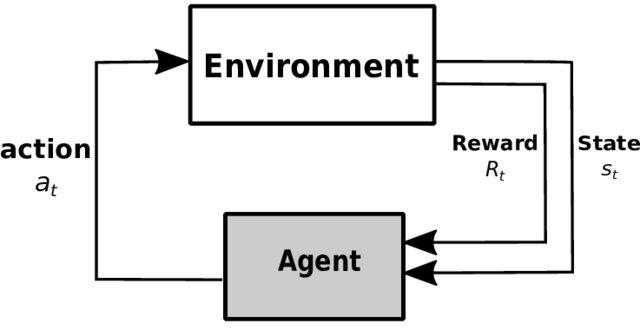 Environment
action
a_t
Reward
R_t
State
s_t
Agent